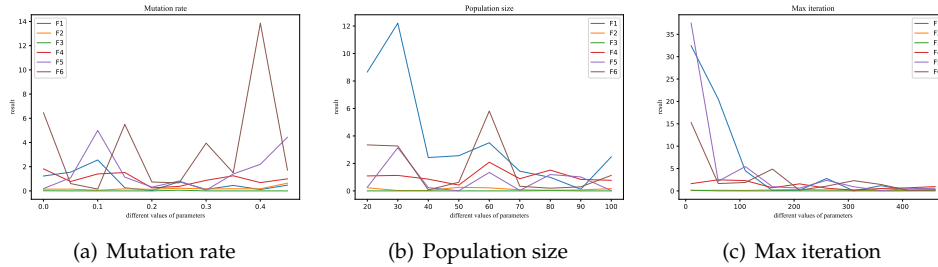 Mutation rate
14
12
10
8
6
4
2
0
result
0.0
0.1
0.2
0.3
0.4
different values of parameters
F1
F2
F3
F4
F5
F6
Population size
12
10
8
6
4
2
0
result
20
30
40
50
60
70
80
90
100
different values of parameters
F1
F2
F3
F4
F5
F6
Max iteration
35
30
25
20
15
10
5
0
result
0
100
200
300
400
different values of parameters
(a) Mutation rate
(b) Population size
(c) Max iteration